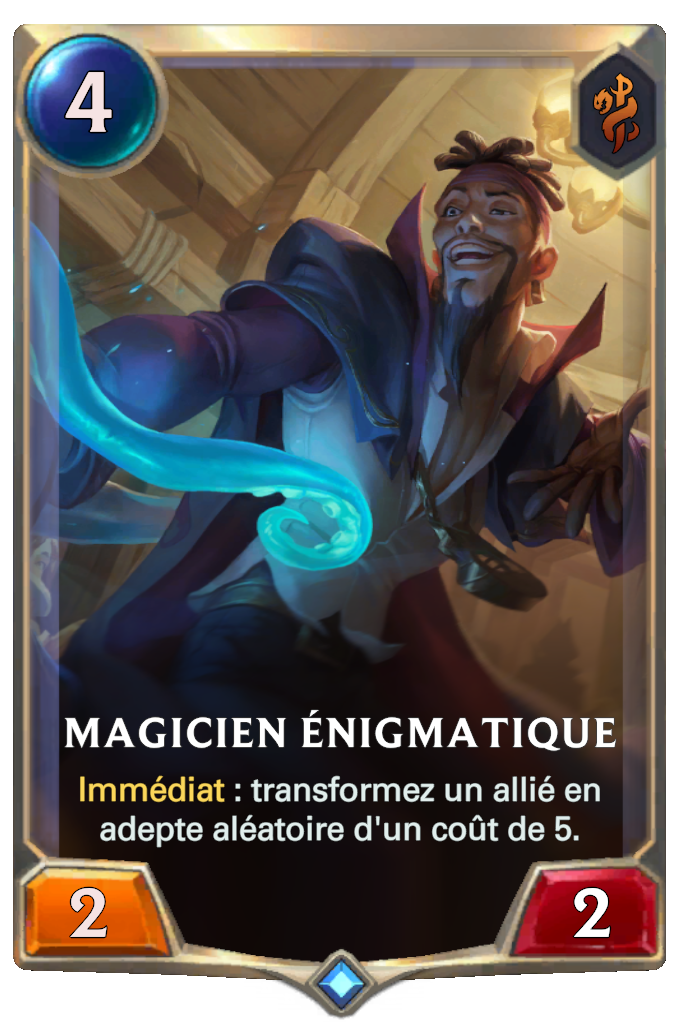 4
MAGICIEN ÉNIGMATIQUE
Immédiat : transformez un allié en
adepte aléatoire d'un coût de 5.
2
2